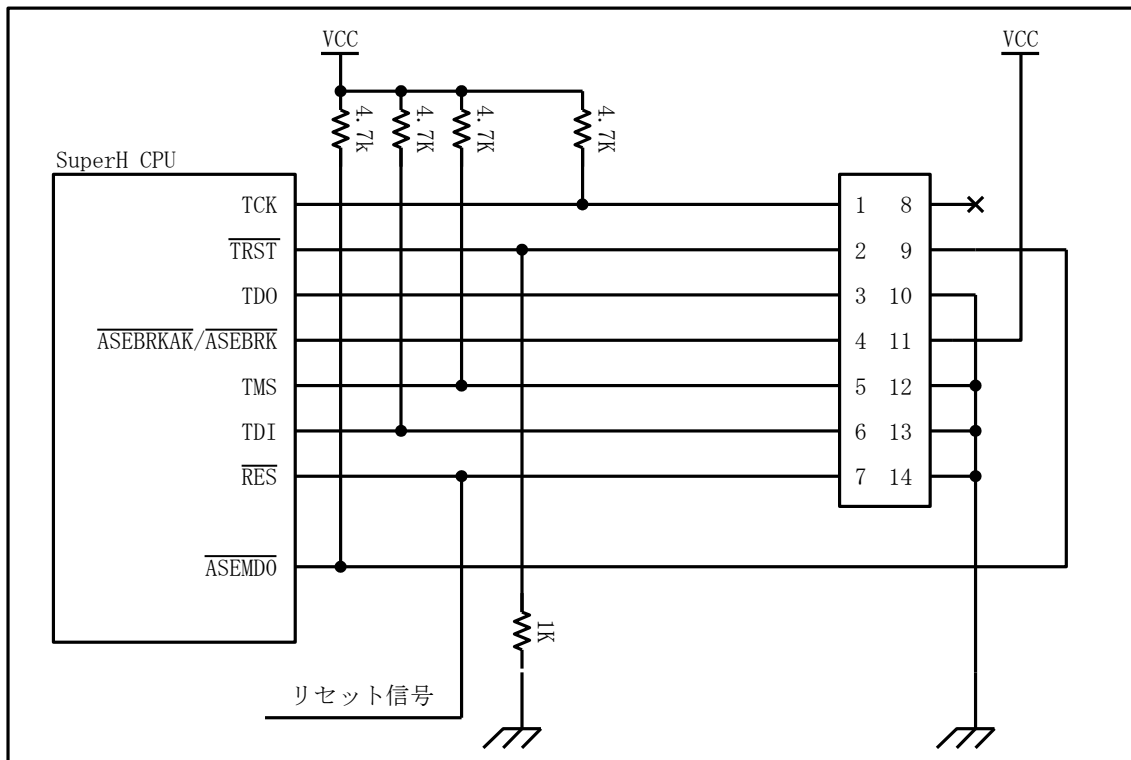 VCC
VCC
4.7k
4.7K
4.7K
4.7K
SuperH CPU
TCK
1 8
TRST
2 9
TDO
3 10
ASEBRKAK/ASEBRK
4 11
TMS
5 12
TDI
6 13
RES
7 14
ASEMDO
1K
リセット信号